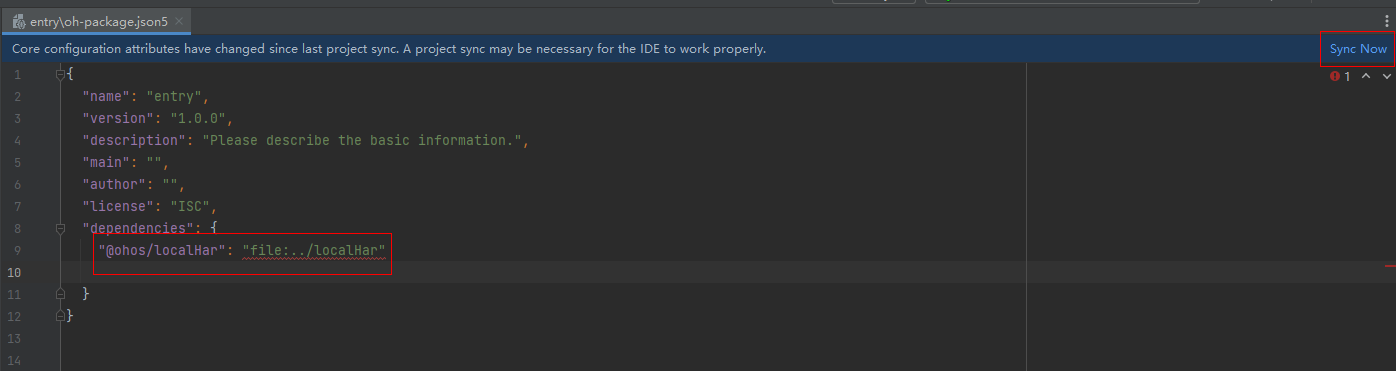 entry\oh-package.json5
Core configuration attributes have changed since last project sync. A project sync may be necessary for the IDE to work properly.
Sync Now
1
1 {
2 "name": "entry",
3 "version": "1.0.0",
4 "description": "Please describe the basic information.",
5 "main": "",
6 "author": "",
7 "license": "ISC",
8 "dependencies": {
9 "@ohos/localHar": "file:../localHar"
10
11 }
12 }
13
14